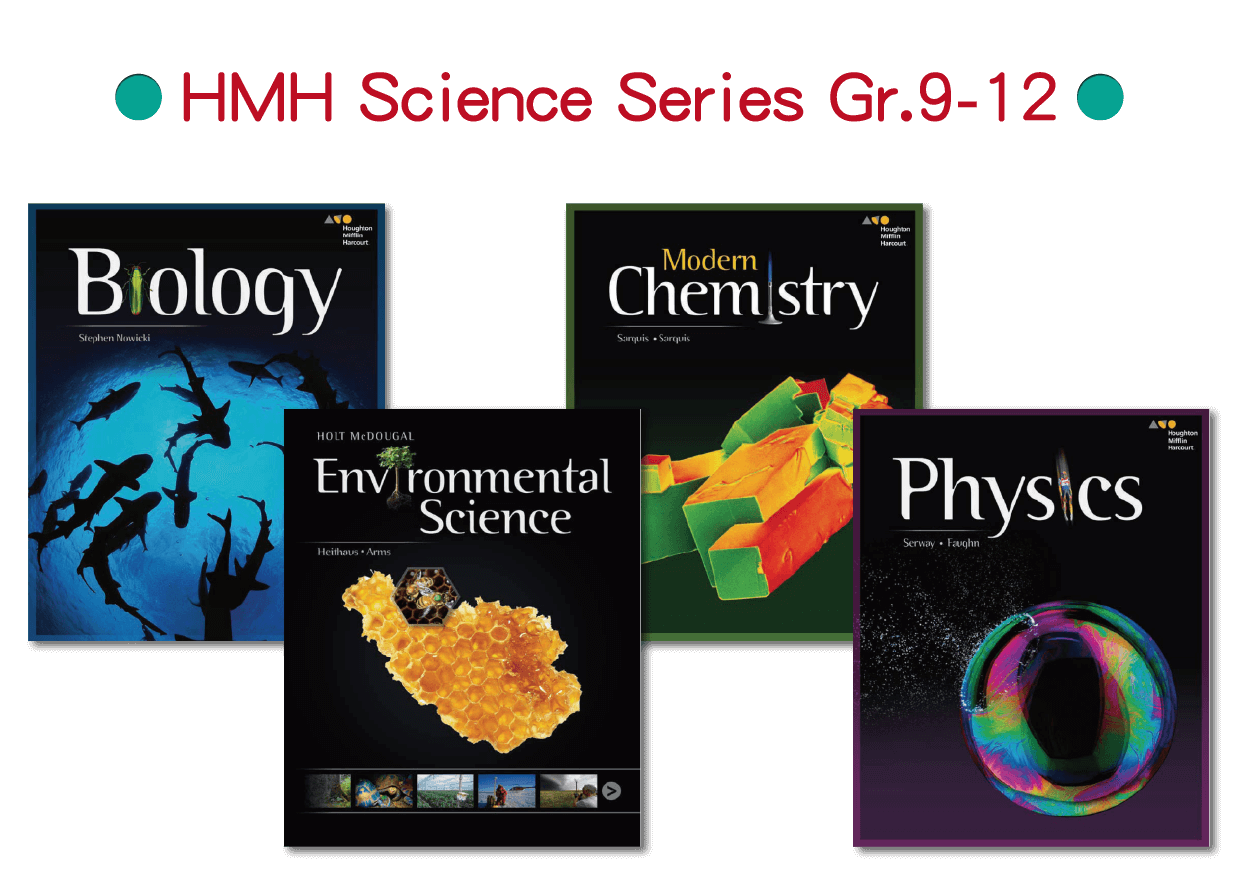 HMH Science Series Gr.9-12
Houghton
Mifflin
Harcourt
Biology
Stephen Nowicki
Houghton
Mifflin
Harcourt
Modern
Chemistry
Sarquis • Sarquis
HOLT McDOUGAL
Environmental
Science
Heithaus • Arms
Houghton
Mifflin
Harcourt
Physics
Serway • Faughn